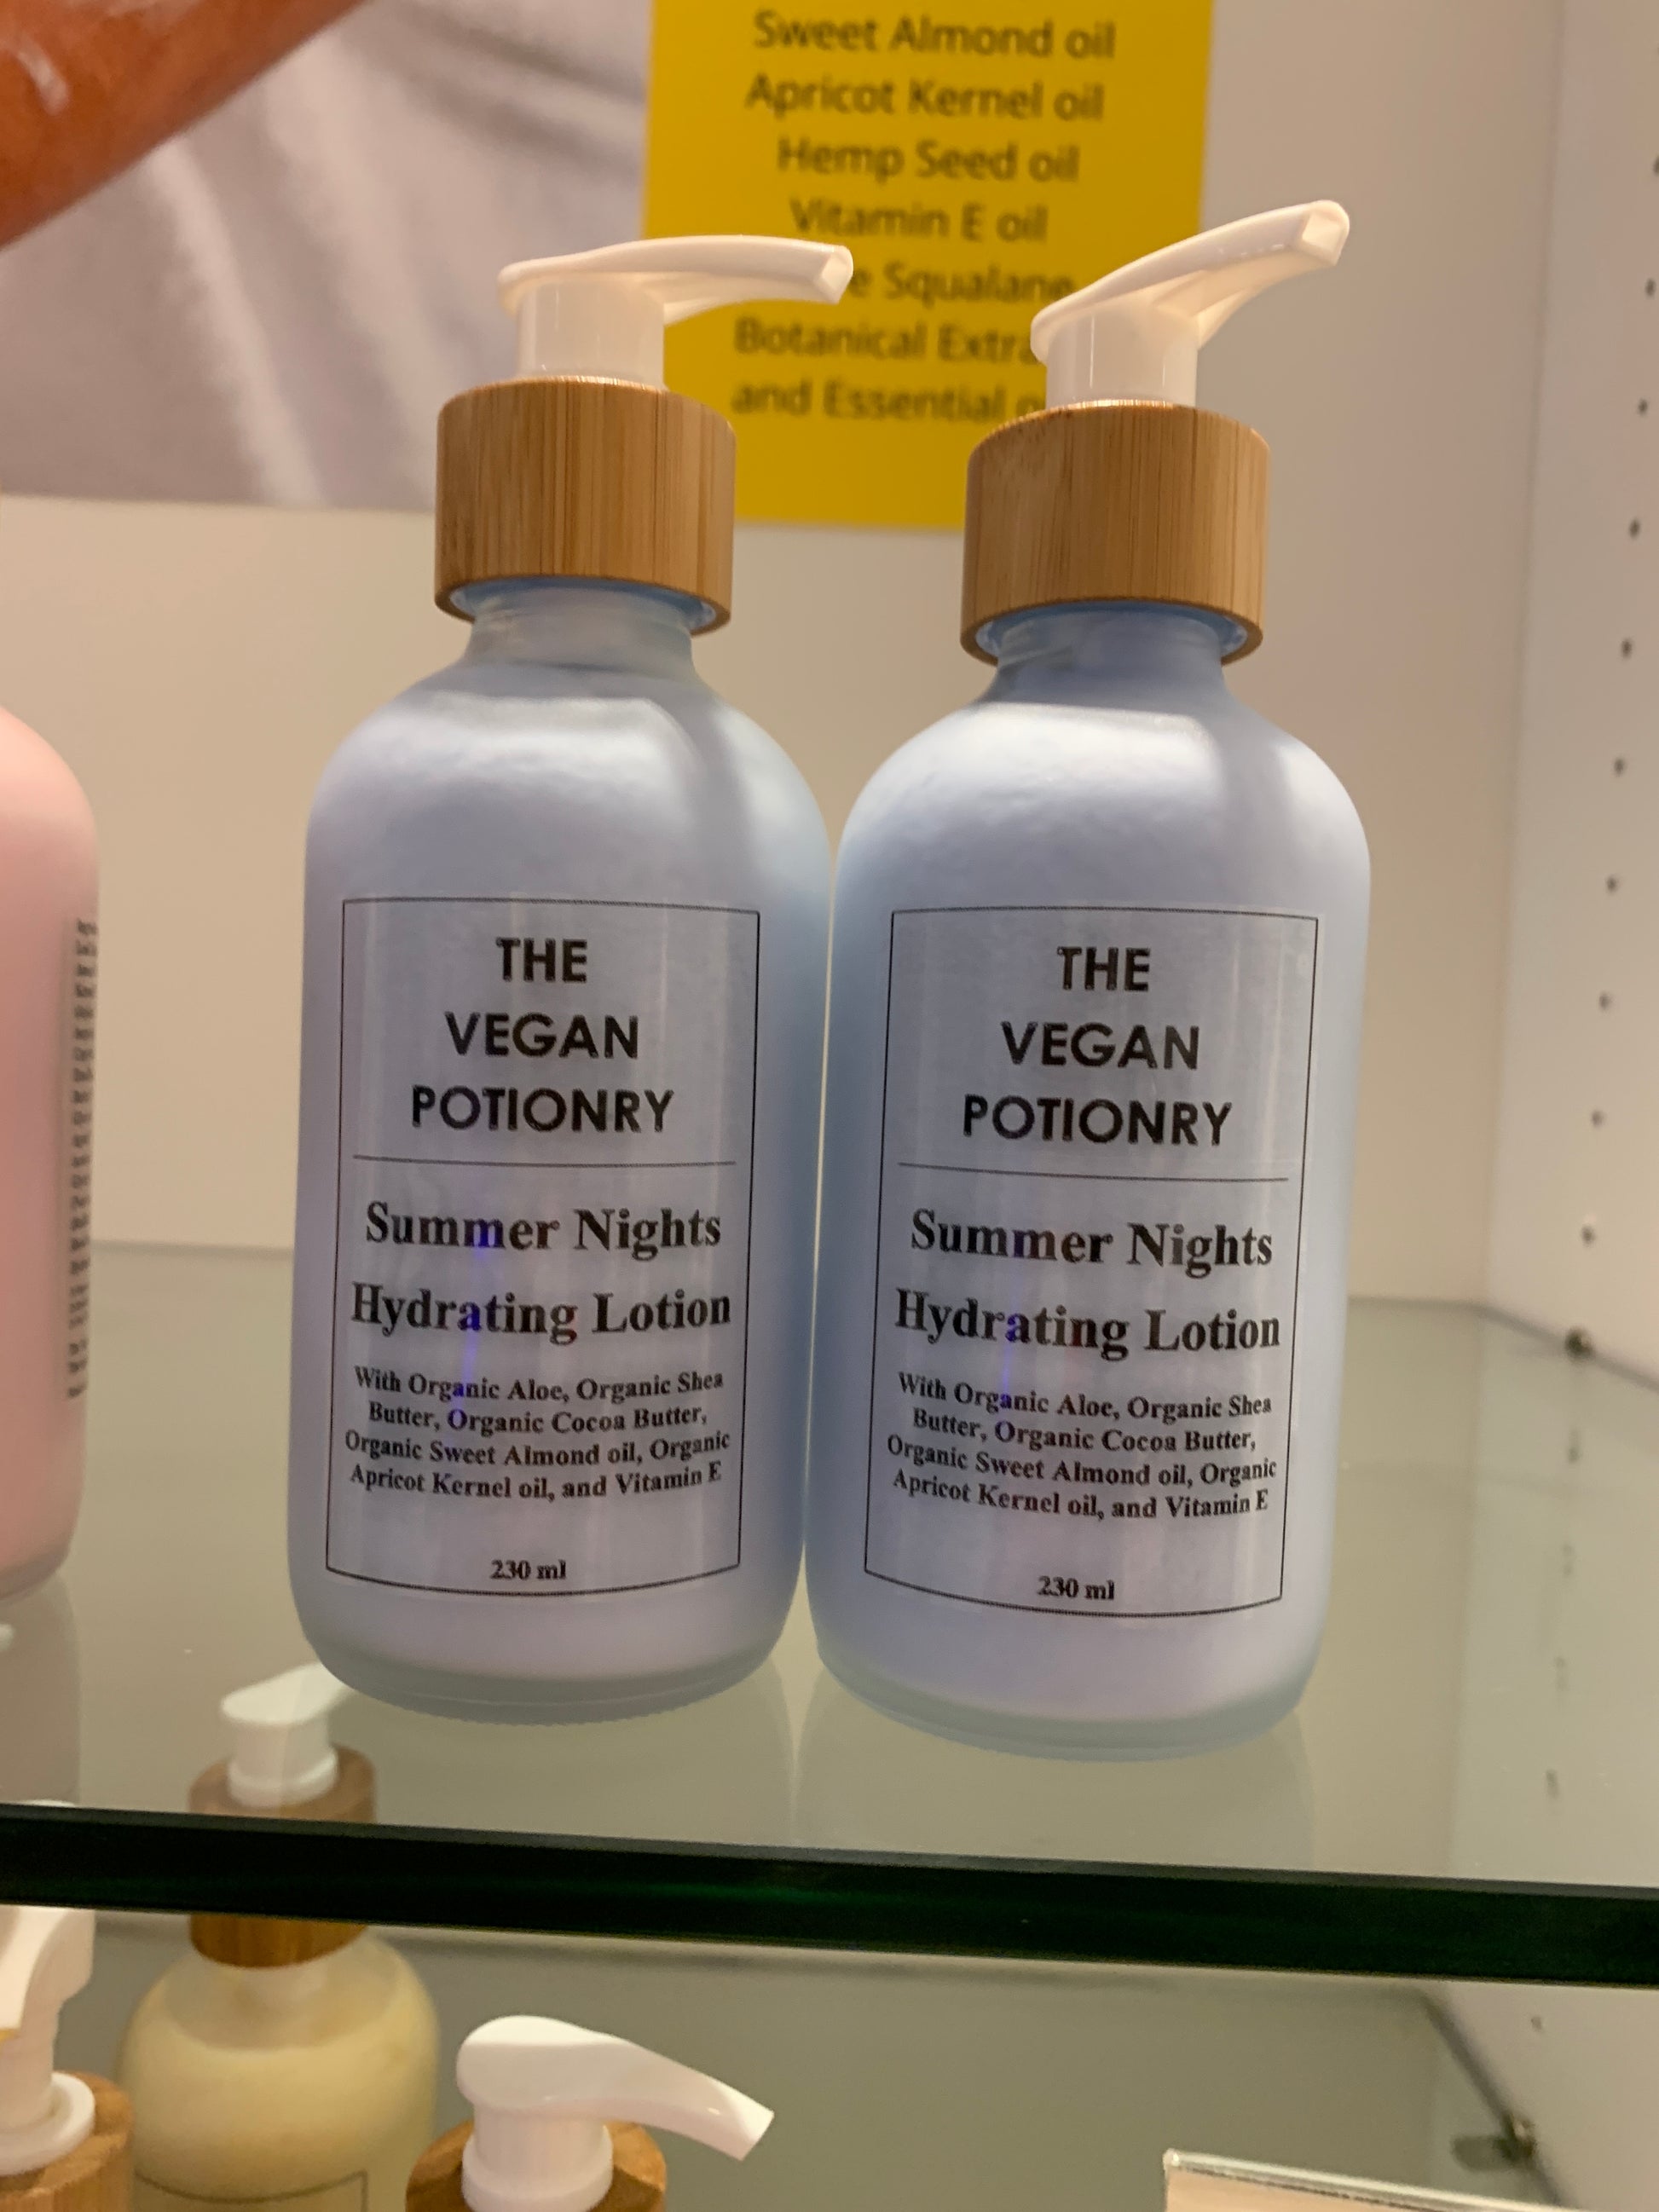 Sweet Almond oil
Apricot Kernel oil
Hemp Seed oil
Vitamin E oil
Squalane
Botanical
and Essential
THE
VEGAN
POTIONRY
Summer Nights
Hydrating Lotion
With Organic Aloe, Organic Shea
Butter, Organic Cocoa Butter,
Organic Sweet Almond oil, Organic
Apricot Kernel oil, and Vitamin E
230 ml
THE
VEGAN
POTIONRY
Summer Nights
Hydrating Lotion
With Organic Aloe, Organic Shea
Butter, Organic Cocoa Butter,
Organic Sweet Almond oil, Organic
Apricot Kernel oil, and Vitamin E
230 ml